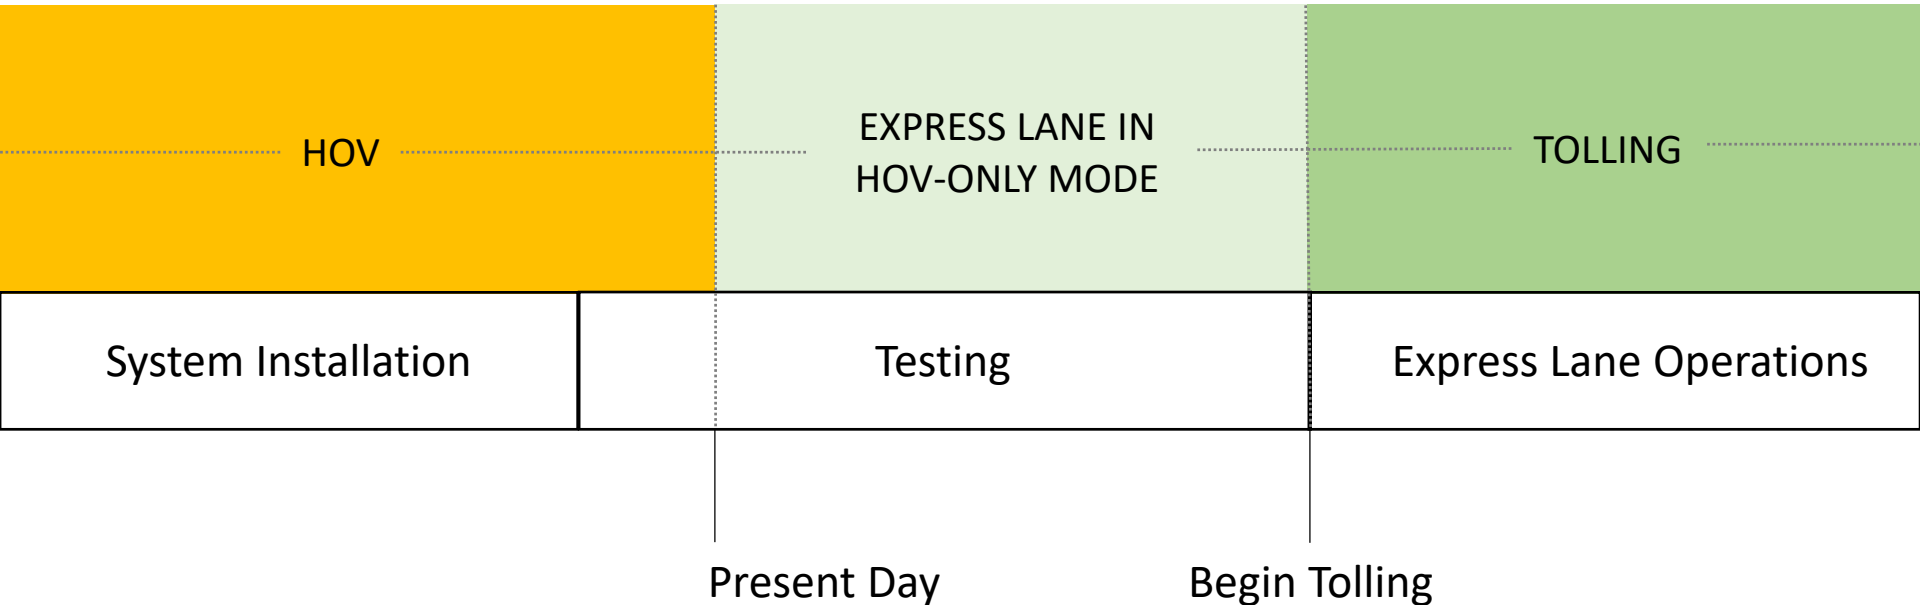 HOV
EXPRESS LANE IN
HOV-ONLY MODE
TOLLING
System Installation
Testing
Express Lane Operations
Present Day
Begin Tolling